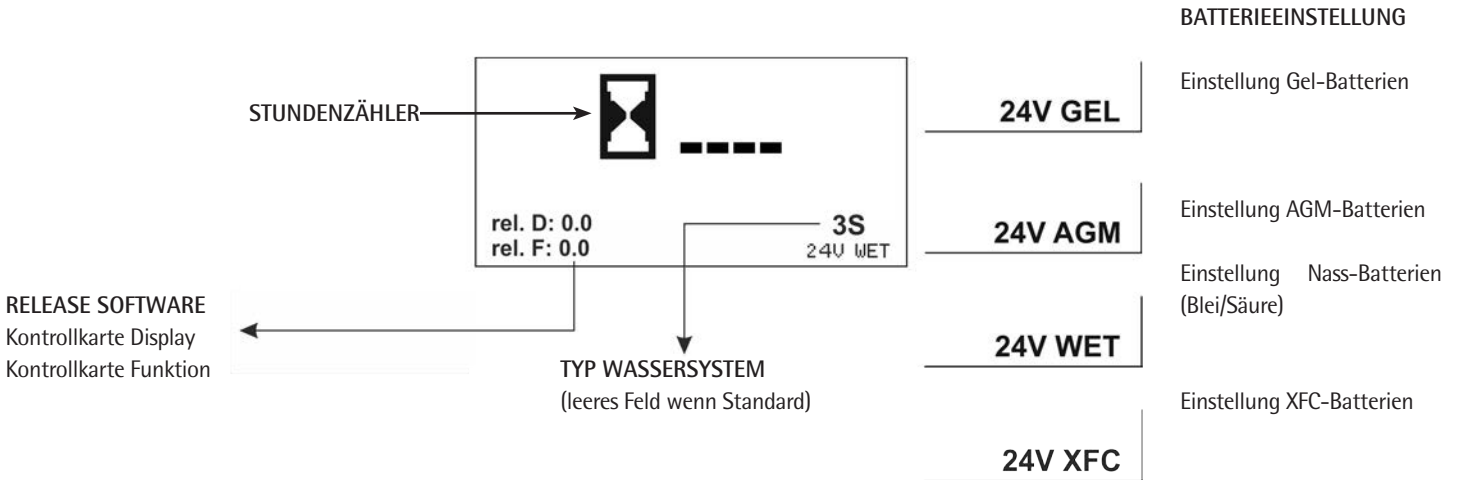 BATTERIEEINSTELLUNG
STUNDENZÄHLER
24V GEL
Einstellung Gel-Batterien
rel. D: 0.0
rel. F: 0.0
3S
24V WET
24V AGM
Einstellung AGM-Batterien
Einstellung Nass-Batterien
(Blei/Säure)
RELEASE SOFTWARE
Kontrollkarte Display
Kontrollkarte Funktion
TYP WASSERSYSTEM
(leeres Feld wenn Standard)
24V WET
Einstellung XFC-Batterien
24V XFC